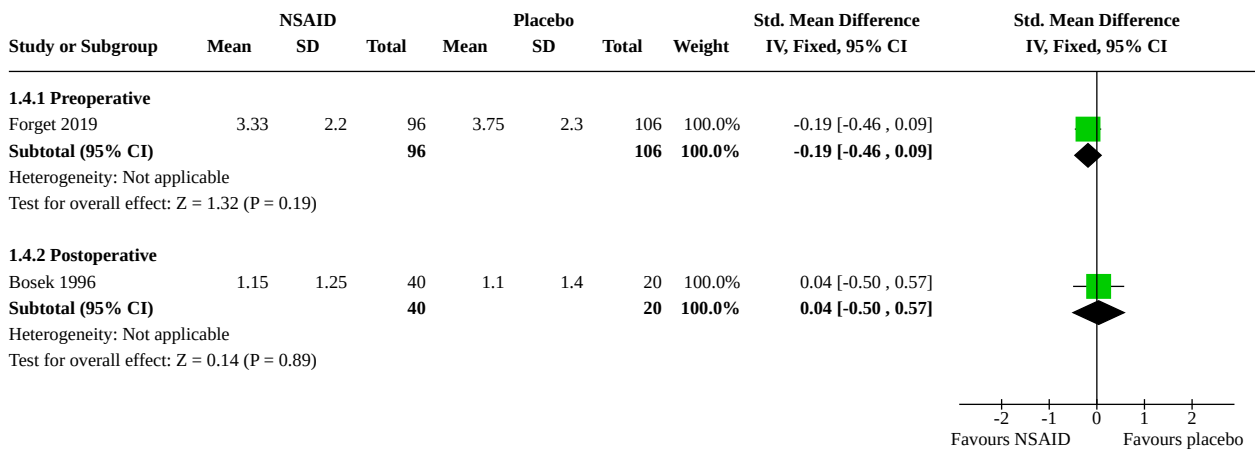 NSAID Placebo Std. Mean Difference Std. Mean Difference
Study or Subgroup Mean SD Total Mean SD Total Weight IV, Fixed, 95% CI IV, Fixed, 95% CI
1.4.1 Preoperative
Forget 2019 3.33 2.2 96 3.75 2.3 106 100.0% -0.19 [-0.46 , 0.09]
Subtotal (95% CI) 96 106 100.0% -0.19 [-0.46 , 0.09]
Heterogeneity: Not applicable
Test for overall effect: Z = 1.32 (P = 0.19)
1.4.2 Postoperative
Bosek 1996 1.15 1.25 40 1.1 1.4 20 100.0% 0.04 [-0.50 , 0.57]
Subtotal (95% CI) 40 20 100.0% 0.04 [-0.50 , 0.57]
Heterogeneity: Not applicable
Test for overall effect: Z = 0.14 (P = 0.89)
-2 -1 0 1 2
Favours NSAID Favours placebo